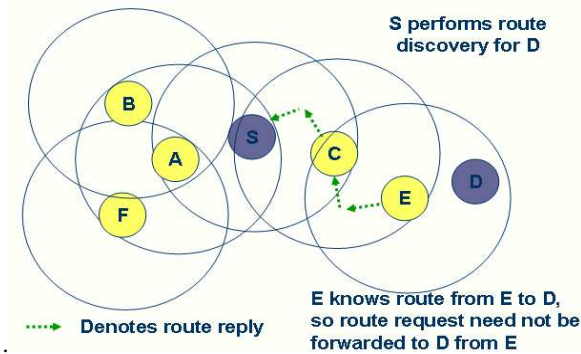 S performs route
discovery for D
B
S
A
C
D
E
F
E knows route from E to D,
so route request need not be
forwarded to D from E
Denotes route reply
.